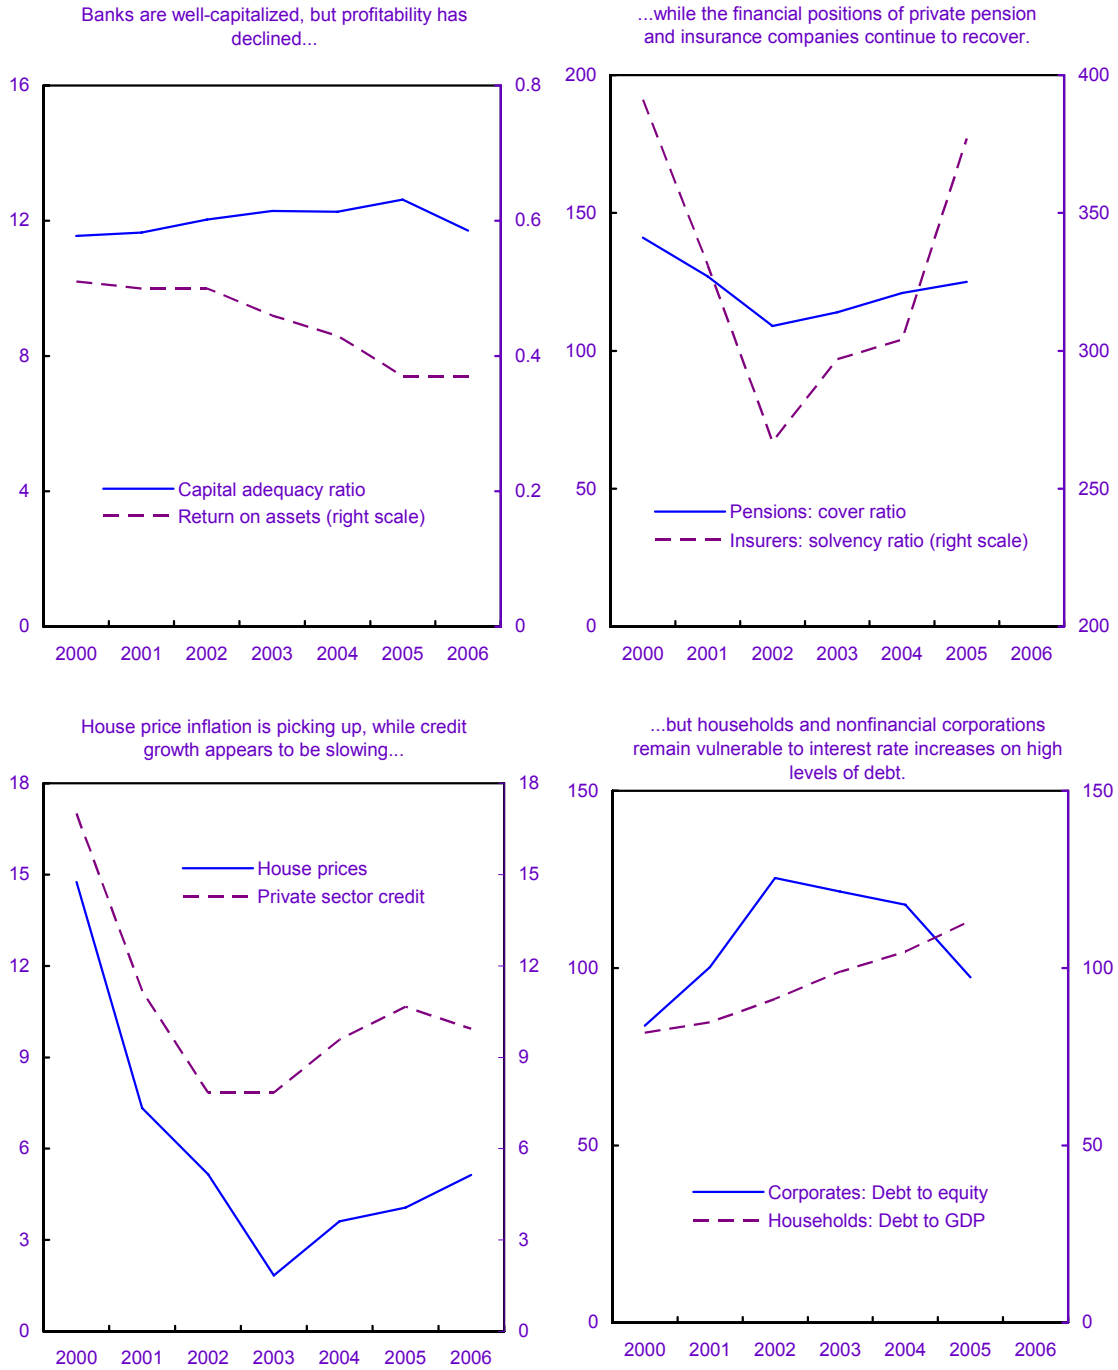 Banks are well-capitalized, but profitability has
declined...
16
12
8
4
0
0.8
0.6
0.4
0.2
0
Capital adequacy ratio
Return on assets (right scale)
2000 2001 2002 2003 2004 2005 2006
...while the financial positions of private pension
and insurance companies continue to recover.
200
150
100
50
0
400
350
300
250
200
Pensions: cover ratio
Insurers: solvency ratio (right scale)
2000 2001 2002 2003 2004 2005 2006
House price inflation is picking up, while credit
growth appears to be slowing...
18
15
12
9
6
3
0
18
15
12
9
6
3
0
House prices
Private sector credit
2000 2001 2002 2003 2004 2005 2006
...but households and nonfinancial corporations
remain vulnerable to interest rate increases on high
levels of debt.
150
100
50
0
150
100
50
0
Corporates: Debt to equity
Households: Debt to GDP
2000 2001 2002 2003 2004 2005 2006